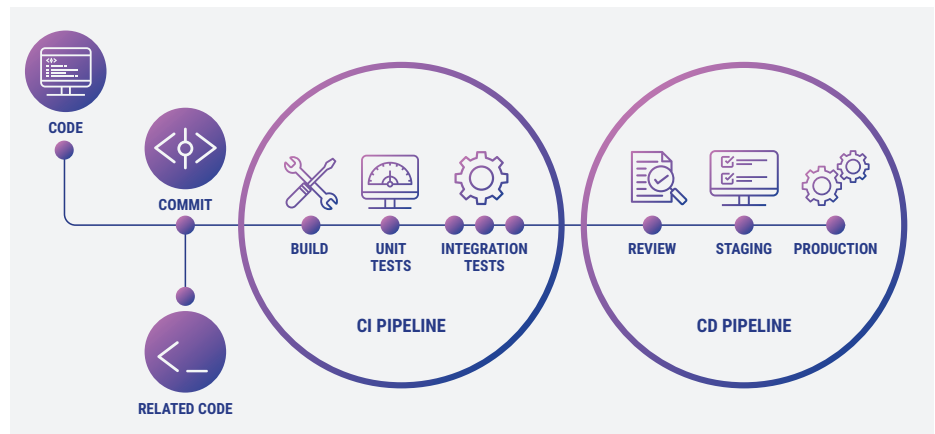 CODE
COMMIT
BUILD
UNIT
TESTS
INTEGRATION
TESTS
REVIEW
STAGING
PRODUCTION
CI PIPELINE
CD PIPELINE
RELATED CODE